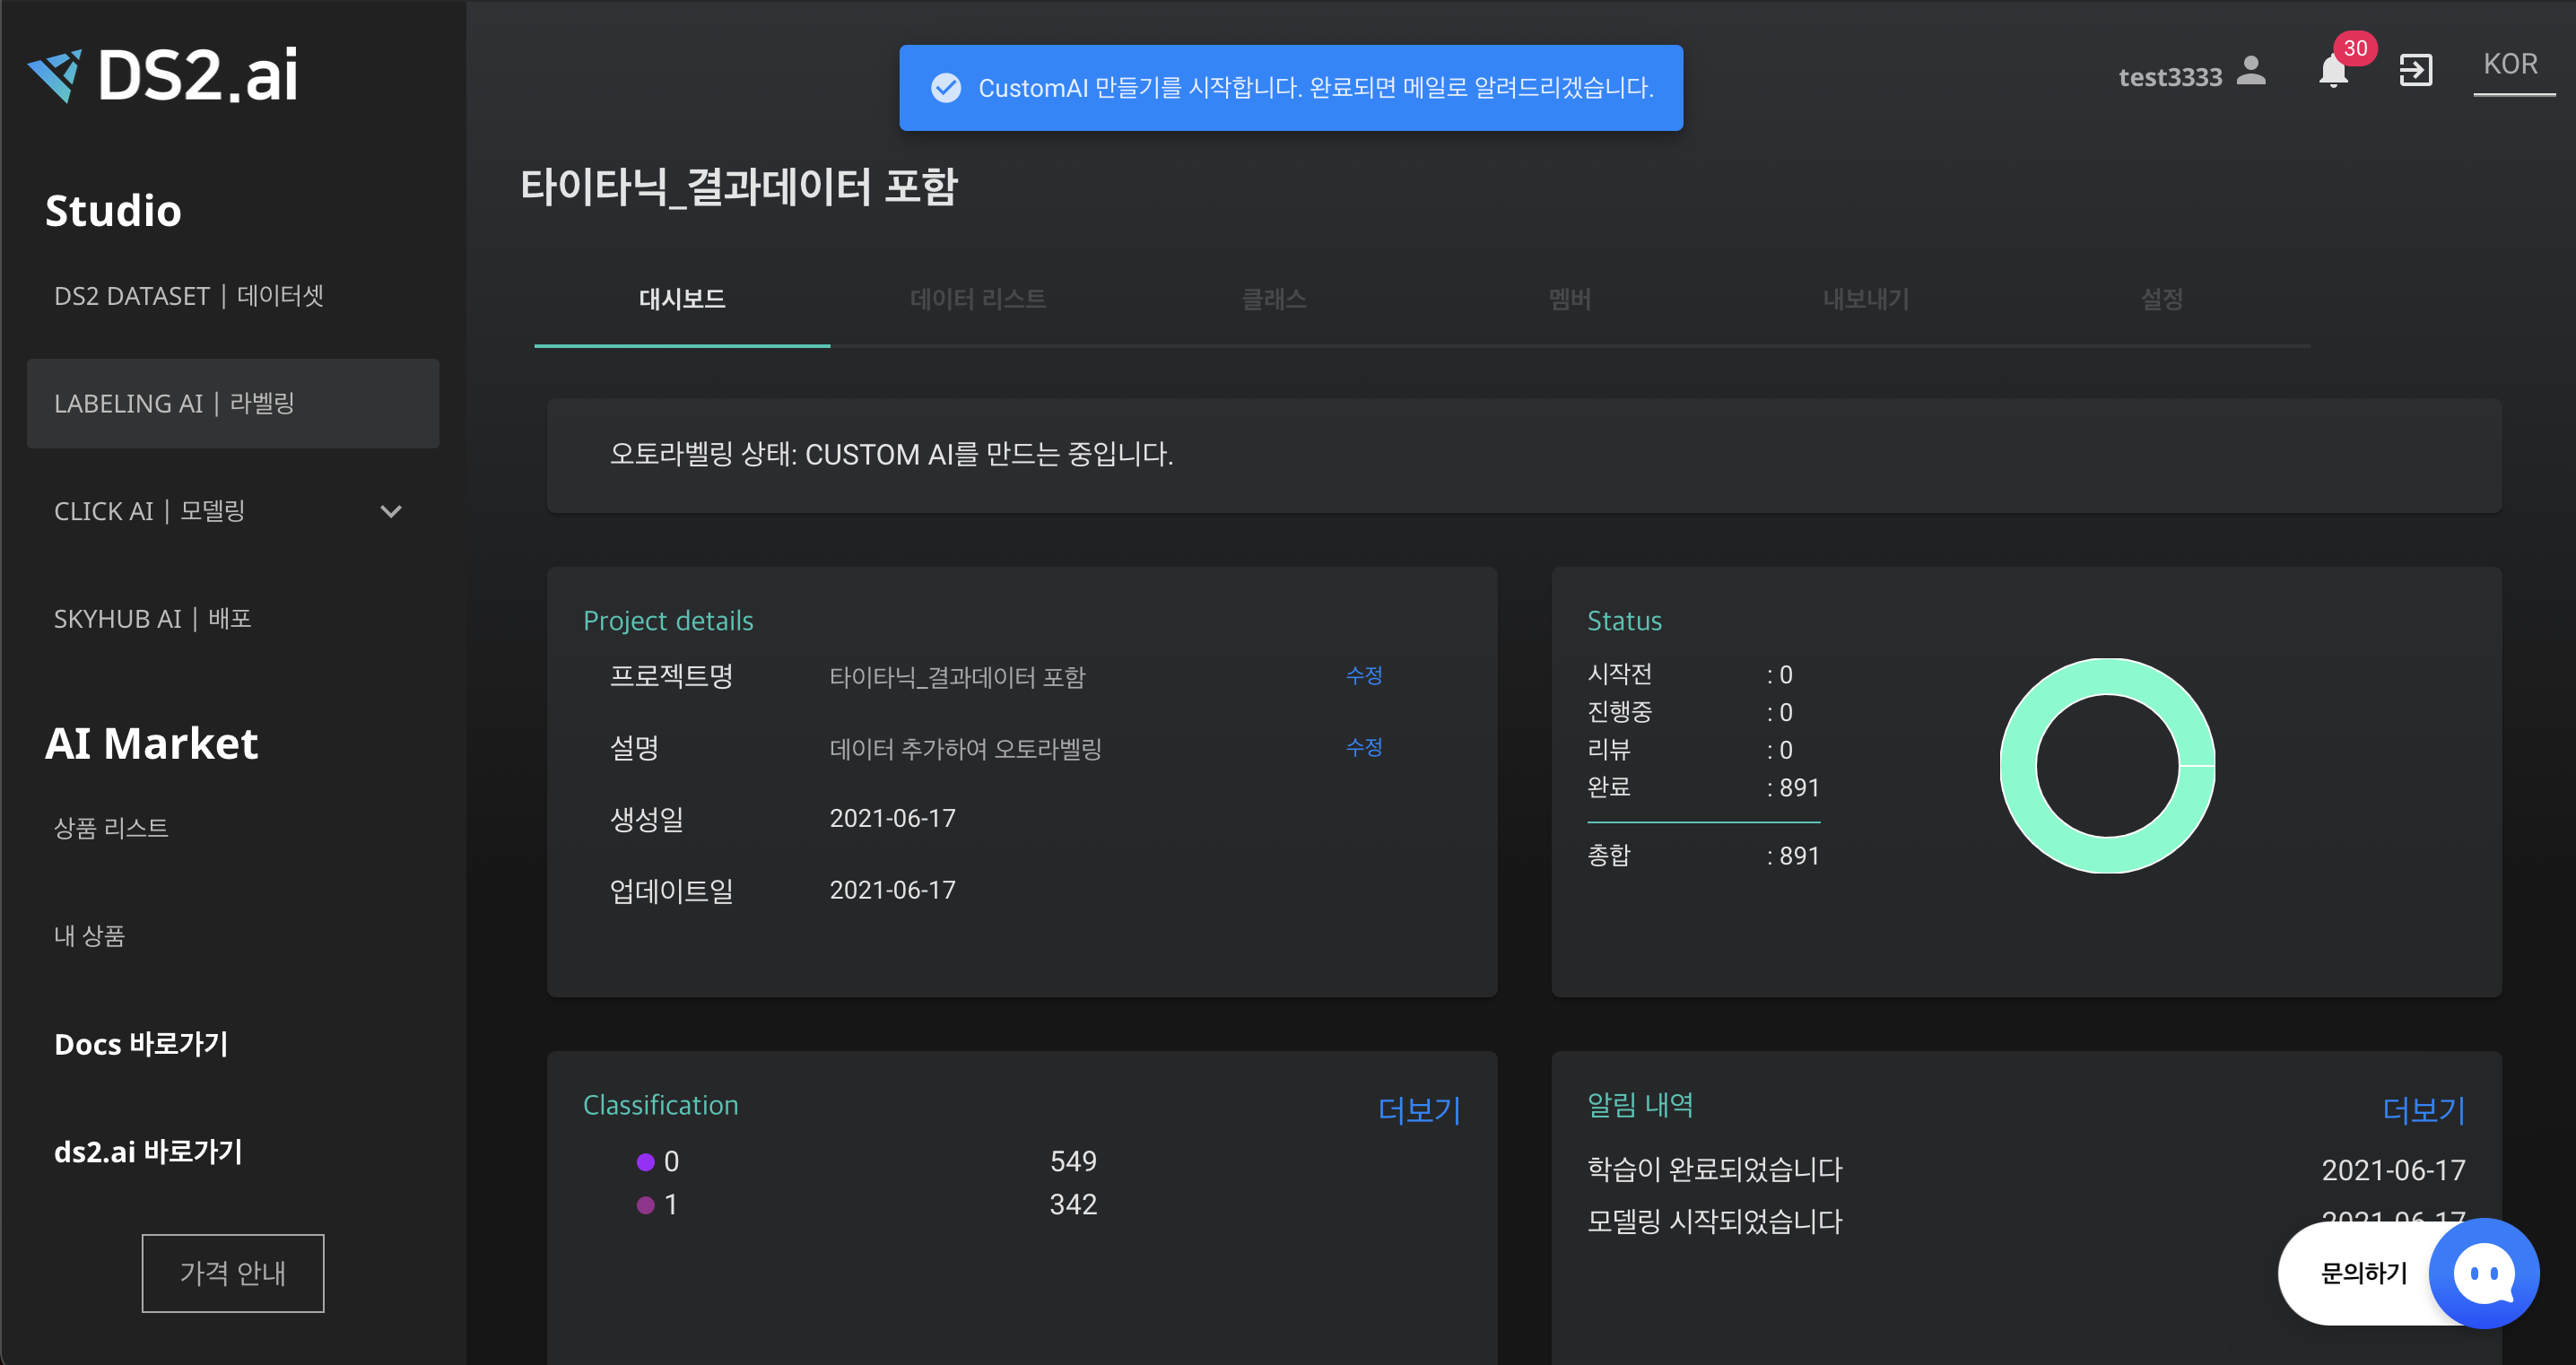 DS2.ai
CustomAI 만들기를 시작합니다. 완료되면 메일로 알려드리겠습니다.
test3333
30
KOR
Studio
DS2 DATASET | 데이터셋
LABELING AI | 라벨링
CLICK AI | 모델링
SKYHUB AI | 배포
AI Market
상품 리스트
내 상품
Docs 바로가기
ds2.ai 바로가기
가격 안내
타이타닉_결과데이터 포함
대시보드 데이터 리스트 클래스 멤버 내보내기 설정
오토라벨링 상태: CUSTOM AI를 만드는 중입니다.
Project details
프로젝트명 타이타닉_결과데이터 포함 수정
설명 데이터 추가하여 오토라벨링 수정
생성일 2021-06-17
업데이트일 2021-06-17
Status
시작전 : 0
진행중 : 0
리뷰 : 0
완료 : 891
총합 : 891
Classification 더보기
0 549
1 342
알림 내역 더보기
학습이 완료되었습니다 2021-06-17
모델링 시작되었습니다 2021-06-17
문의하기